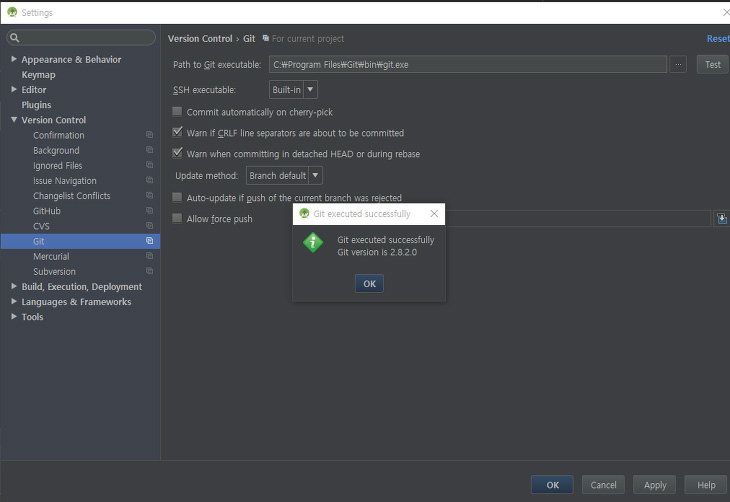 Settings
Version Control › Git For current project Reset
Appearance & Behavior
Keymap
Editor
Plugins
Version Control
Confirmation
Background
Ignored Files
Issue Navigation
Changelist Conflicts
GitHub
CVS
Git
Mercurial
Subversion
Build, Execution, Deployment
Languages & Frameworks
Tools
Path to Git executable: C:₩Program Files₩Git₩bin₩git.exe ... Test
SSH executable: Built-in
Commit automatically on cherry-pick
Warn if CRLF line separators are about to be committed
Warn when committing in detached HEAD or during rebase
Update method: Branch default
Auto-update if push of the current branch was rejected
Allow force push
Git executed successfully
Git executed successfully
Git version is 2.8.2.0
OK
OK Cancel Apply Help